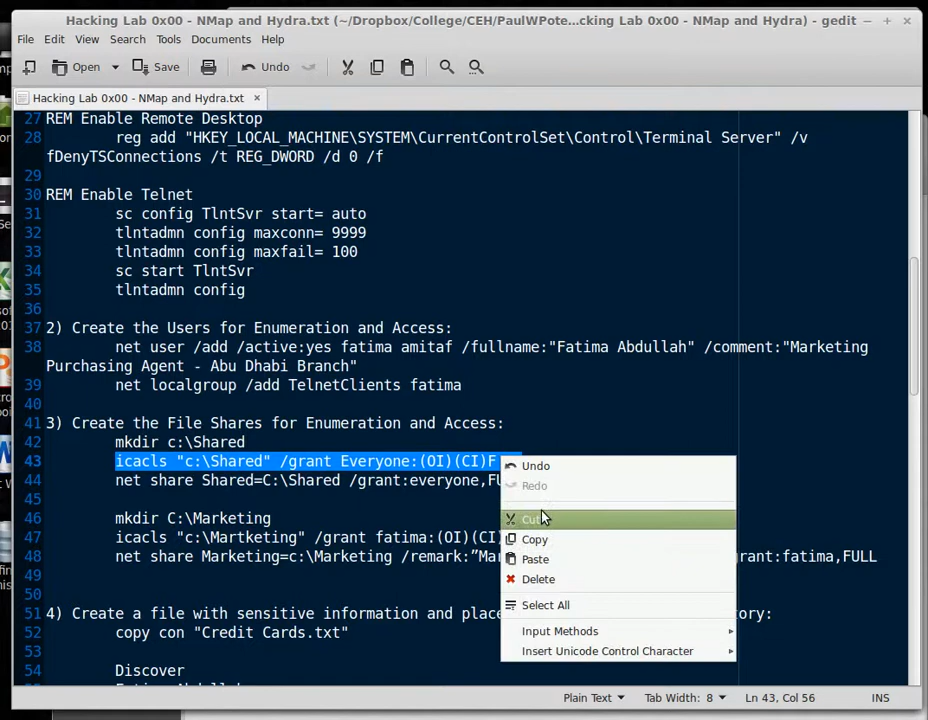 Hacking Lab 0x00 - NMap and Hydra.txt (~/Dropbox/College/CEH/PaulWPote...cking Lab 0x00 - NMap and Hydra) - gedit
File Edit View Search Tools Documents Help
Open Save Undo
Hacking Lab 0x00 - NMap and Hydra.txt
27 REM Enable Remote Desktop
28 reg add "HKEY_LOCAL_MACHINE\SYSTEM\CurrentControlSet\Control\Terminal Server" /v
fDenyTSConnections /t REG_DWORD /d 0 /f
29
30 REM Enable Telnet
31 sc config TlntSvr start= auto
32 tlntadmn config maxconn= 9999
33 tlntadmn config maxfail= 100
34 sc start TlntSvr
35 tlntadmn config
36
37 2) Create the Users for Enumeration and Access:
38 net user /add /active:yes fatima amitaf /fullname:"Fatima Abdullah" /comment:"Marketing
Purchasing Agent - Abu Dhabi Branch"
39 net localgroup /add TelnetClients fatima
40
41 3) Create the File Shares for Enumeration and Access:
42 mkdir c:\Shared
43 icacls "c:\Shared" /grant Everyone:(OI)(CI)F
44 net share Shared=C:\Shared /grant:everyone,FU
45
46 mkdir C:\Marketing
47 icacls "c:\Martketing" /grant fatima:(OI)(CI)
48 net share Marketing=c:\Marketing /remark:”Mar grant:fatima,FULL
49
50
51 4) Create a file with sensitive information and place tory:
52 copy con "Credit Cards.txt"
53
54 Discover
Undo
Redo
Cut
Copy
Paste
Delete
Select All
Input Methods
Insert Unicode Control Character
Plain Text Tab Width: 8 Ln 43, Col 56 INS